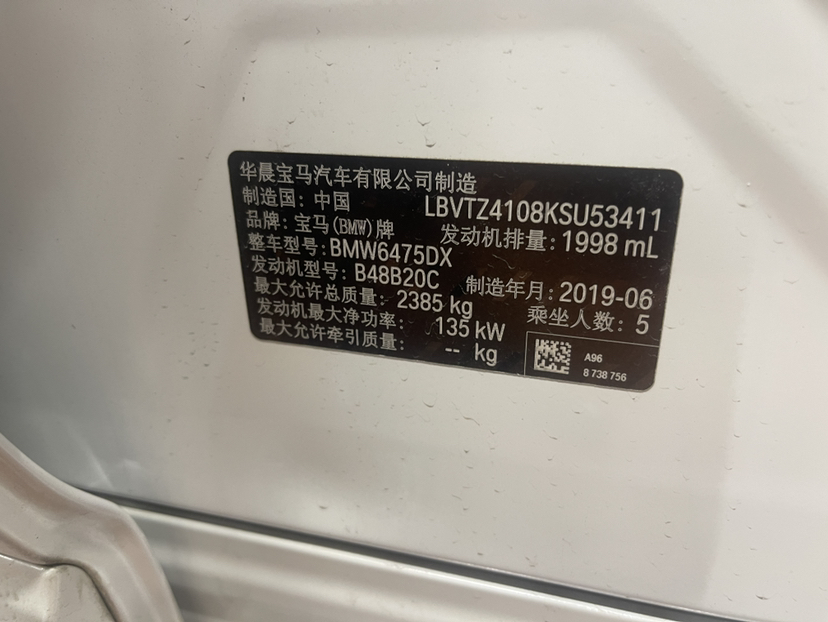 华晨宝马汽车有限公司制造
制造国: 中国 LBVTZ4108KSU53411
品牌: 宝马(BMW)牌 发动机排量: 1998 mL
整车型号: BMW6475DX
发动机型号: B48B20C 制造年月: 2019-06
最大允许总质量: 2385 kg 乘坐人数: 5
发动机最大净功率: 135 kW
最大允许牵引质量: -- kg
A96
8 738 756